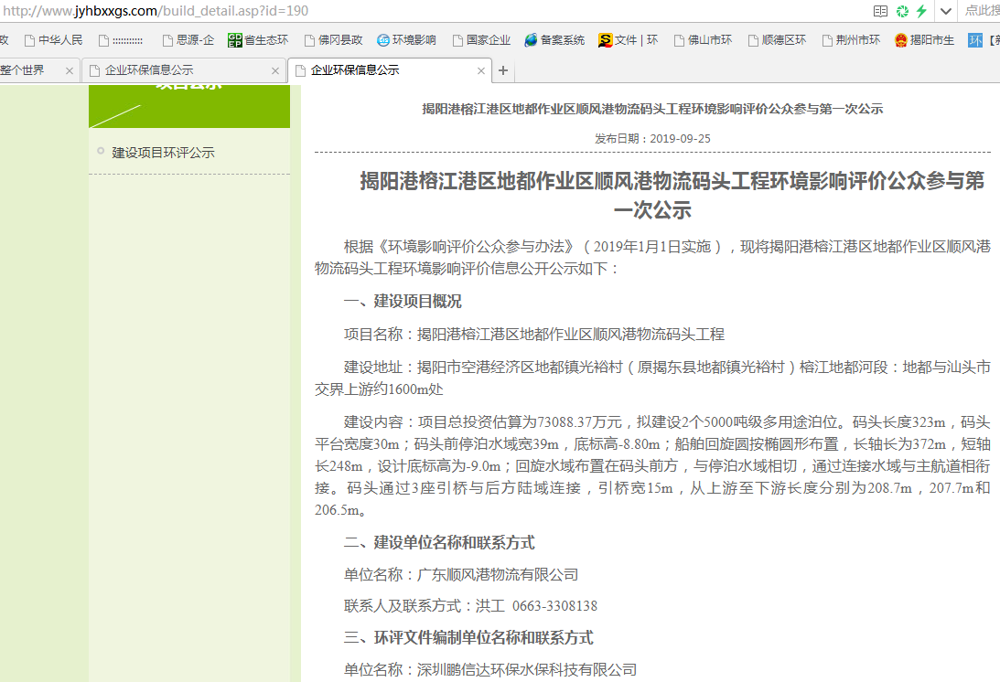 http://www.jyhbxxgs.com/build_detail.asp?id=190
点此搜
政 中华人民 :::::::::::: 思源-企 省生态环 佛冈县政 环境影响 国家企业 备案系统 文件 | 环 佛山市环 顺德区环 荆州市环 揭阳市生 环 【新
整个世界 × 企业环保信息公示 × 企业环保信息公示 × +
项目公示
建设项目环评公示
揭阳港榕江港区地都作业区顺风港物流码头工程环境影响评价公众参与第一次公示
发布日期：2019-09-25
揭阳港榕江港区地都作业区顺风港物流码头工程环境影响评价公众参与第
一次公示
根据《环境影响评价公众参与办法》（2019年1月1日实施），现将揭阳港榕江港区地都作业区顺风港
物流码头工程环境影响评价信息公开公示如下：
一、建设项目概况
项目名称：揭阳港榕江港区地都作业区顺风港物流码头工程
建设地址：揭阳市空港经济区地都镇光裕村（原揭东县地都镇光裕村）榕江地都河段：地都与汕头市
交界上游约1600m处
建设内容：项目总投资估算为73088.37万元，拟建设2个5000吨级多用途泊位。码头长度323m，码头
平台宽度30m；码头前停泊水域宽39m，底标高-8.80m；船舶回旋圆按椭圆形布置，长轴长为372m，短轴
长248m，设计底标高为-9.0m；回旋水域布置在码头前方，与停泊水域相切，通过连接水域与主航道相衔
接。码头通过3座引桥与后方陆域连接，引桥宽15m，从上游至下游长度分别为208.7m，207.7m和
206.5m。
二、建设单位名称和联系方式
单位名称：广东顺风港物流有限公司
联系人及联系方式：洪工 0663-3308138
三、环评文件编制单位名称和联系方式
单位名称：深圳鹏信达环保水保科技有限公司